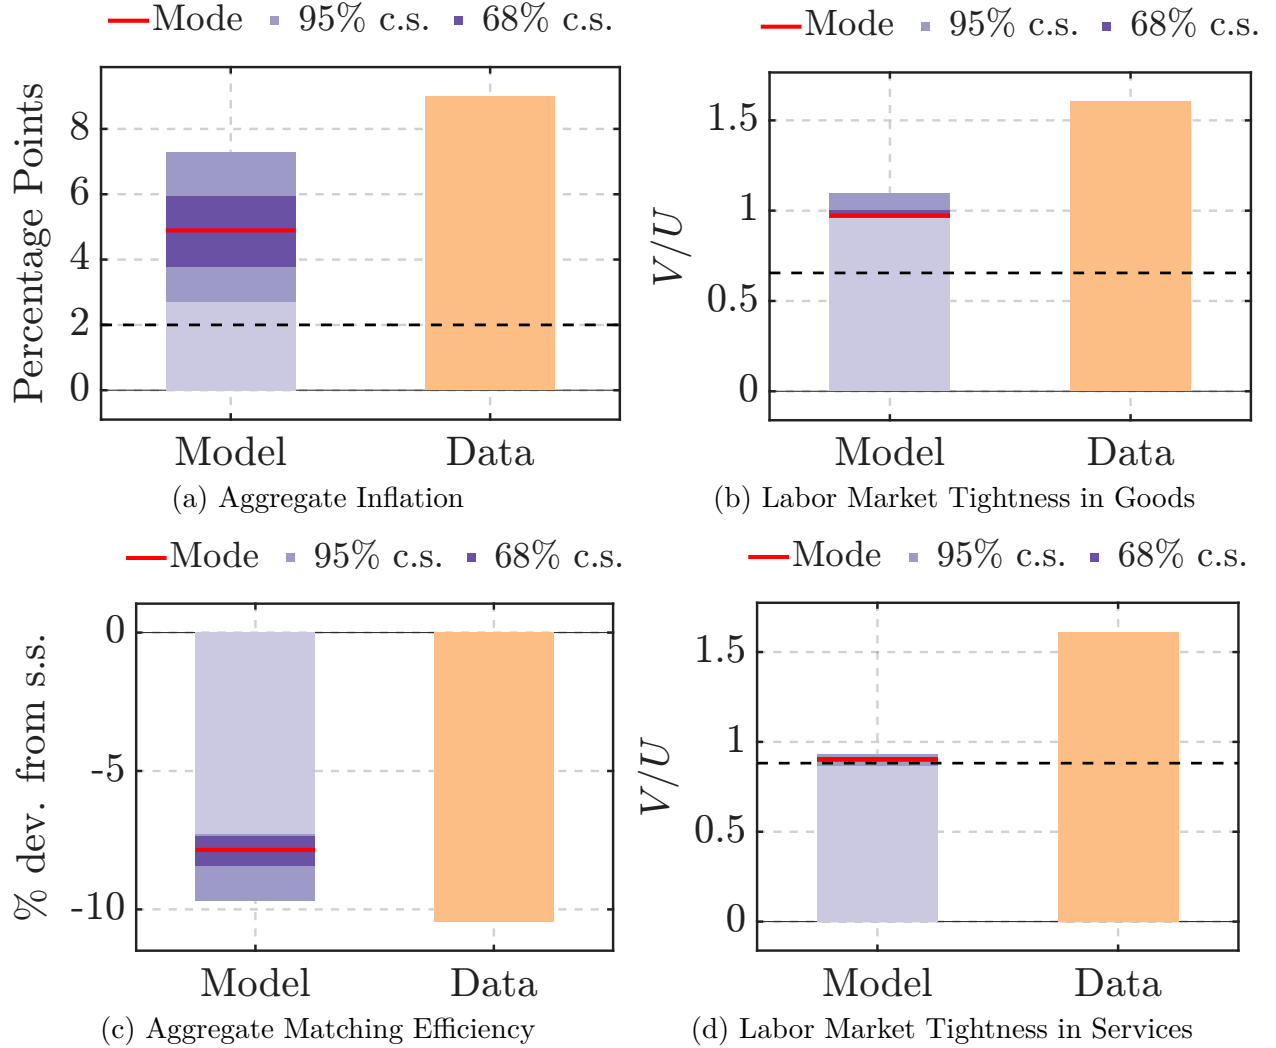 Mode 95% c.s. 68% c.s.
Percentage Points
8
6
4
2
0
Model Data
(a) Aggregate Inflation
Mode 95% c.s. 68% c.s.
V/U
1.5
1
0.5
0
Model Data
(b) Labor Market Tightness in Goods
Mode 95% c.s. 68% c.s.
% dev. from s.s.
0
-5
-10
Model Data
(c) Aggregate Matching Efficiency
Mode 95% c.s. 68% c.s.
V/U
1.5
1
0.5
0
Model Data
(d) Labor Market Tightness in Services